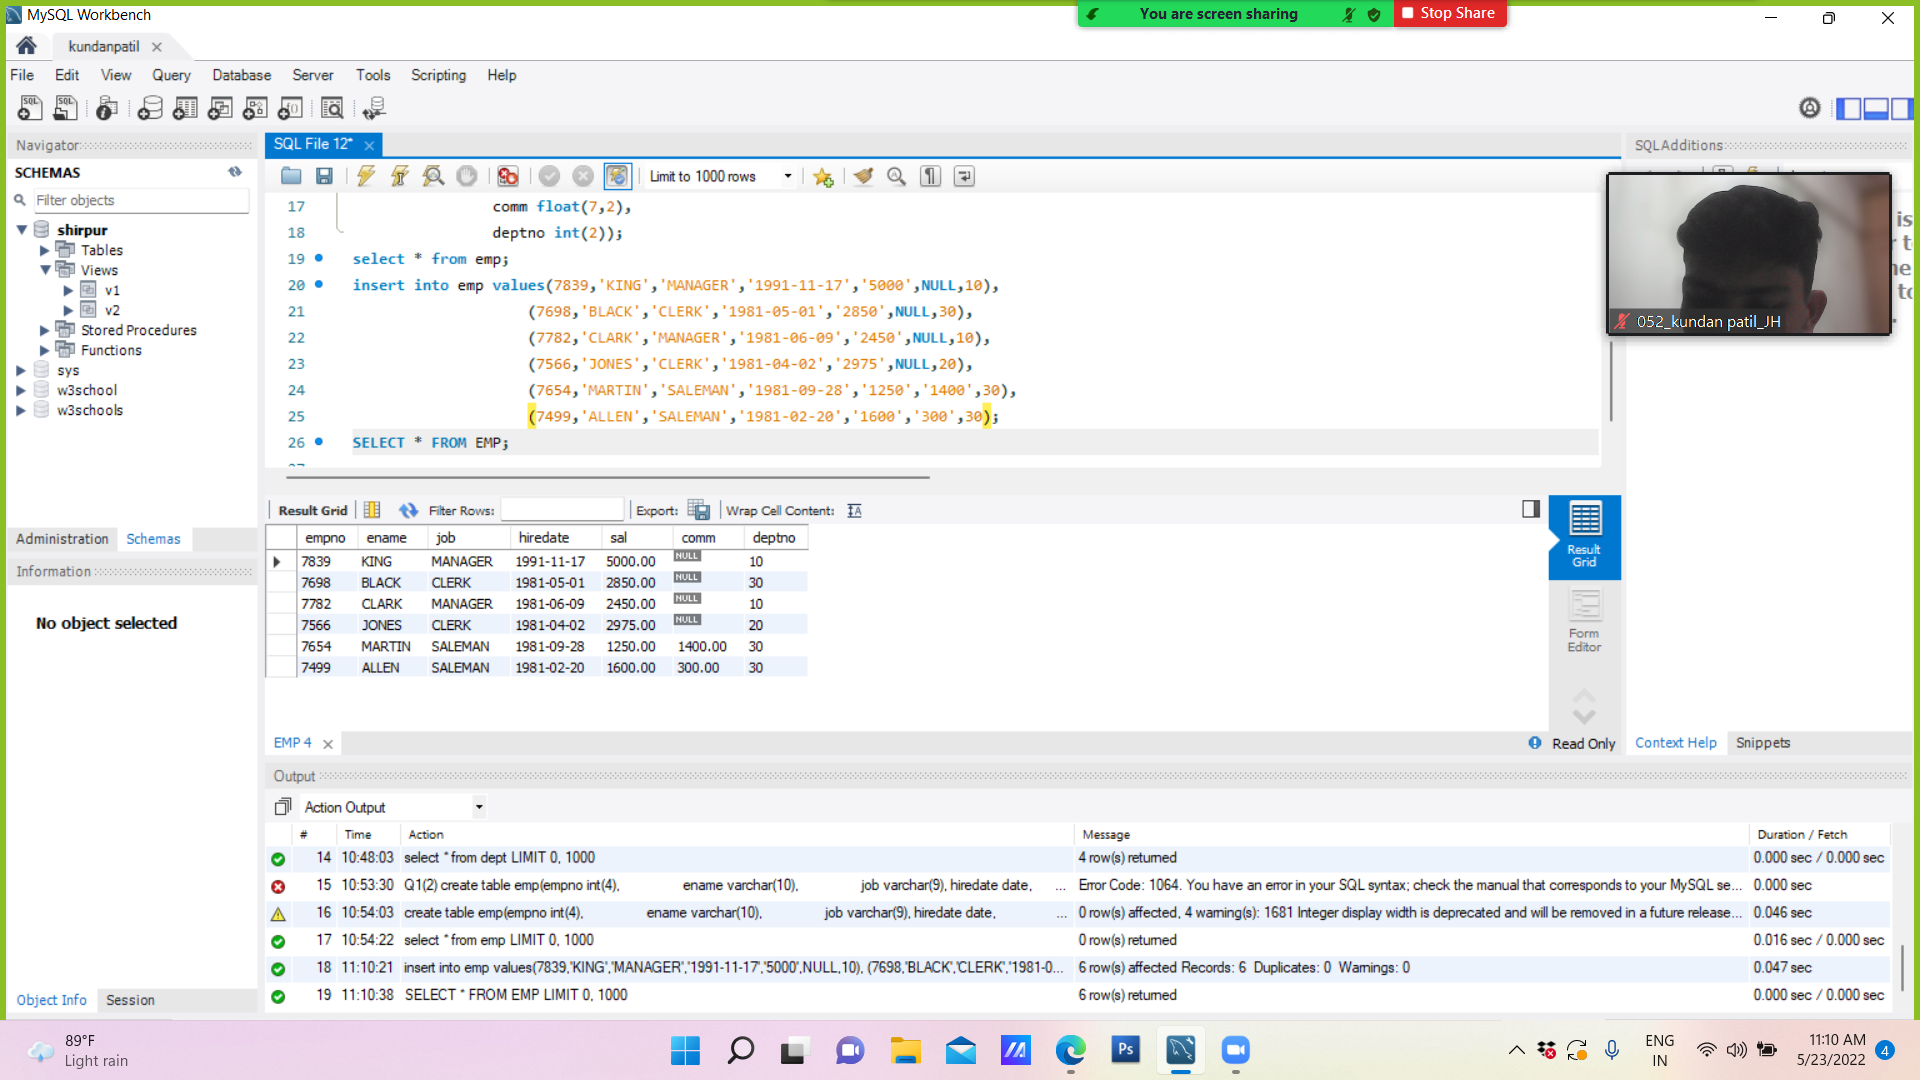 MySQL Workbench
You are screen sharing
Stop Share
kundanpatil
File Edit View Query Database Server Tools Scripting Help
Navigator
SCHEMAS
Filter objects
shirpur
Tables
Views
v1
v2
Stored Procedures
Functions
sys
w3school
w3schools
Administration Schemas
Information
No object selected
Object Info Session
SQL File 12*
Limit to 1000 rows
17 comm float(7,2),
18 deptno int(2));
19 select * from emp;
20 insert into emp values(7839,'KING','MANAGER','1991-11-17','5000',NULL,10),
21 (7698,'BLACK','CLERK','1981-05-01','2850',NULL,30),
22 (7782,'CLARK','MANAGER','1981-06-09','2450',NULL,10),
23 (7566,'JONES','CLERK','1981-04-02','2975',NULL,20),
24 (7654,'MARTIN','SALEMAN','1981-09-28','1250','1400',30),
25 (7499,'ALLEN','SALEMAN','1981-02-20','1600','300',30);
26 SELECT * FROM EMP;
Result Grid Filter Rows: Export: Wrap Cell Content:
empno ename job hiredate sal comm deptno
7839 KING MANAGER 1991-11-17 5000.00 NULL 10
7698 BLACK CLERK 1981-05-01 2850.00 NULL 30
7782 CLARK MANAGER 1981-06-09 2450.00 NULL 10
7566 JONES CLERK 1981-04-02 2975.00 NULL 20
7654 MARTIN SALEMAN 1981-09-28 1250.00 1400.00 30
7499 ALLEN SALEMAN 1981-02-20 1600.00 300.00 30
Result
Grid
Form
Editor
EMP 4
Read Only
SQLAdditions
052_kundan patil_JH
Context Help Snippets
Output
Action Output
# Time Action Message Duration / Fetch
14 10:48:03 select * from dept LIMIT 0, 1000 4 row(s) returned 0.000 sec / 0.000 sec
15 10:53:30 Q1(2) create table emp(empno int(4), ename varchar(10), job varchar(9), hiredate date, ... Error Code: 1064. You have an error in your SQL syntax; check the manual that corresponds to your MySQL se... 0.000 sec
16 10:54:03 create table emp(empno int(4), ename varchar(10), job varchar(9), hiredate date, ... 0 row(s) affected, 4 warning(s): 1681 Integer display width is deprecated and will be removed in a future release... 0.046 sec
17 10:54:22 select * from emp LIMIT 0, 1000 0 row(s) returned 0.016 sec / 0.000 sec
18 11:10:21 insert into emp values(7839,'KING','MANAGER','1991-11-17','5000',NULL,10), (7698,'BLACK','CLERK','1981-0... 6 row(s) affected Records: 6 Duplicates: 0 Warnings: 0 0.047 sec
19 11:10:38 SELECT * FROM EMP LIMIT 0, 1000 6 row(s) returned 0.000 sec / 0.000 sec
89°F
Light rain
Ps
ENG
IN
11:10 AM
5/23/2022
4